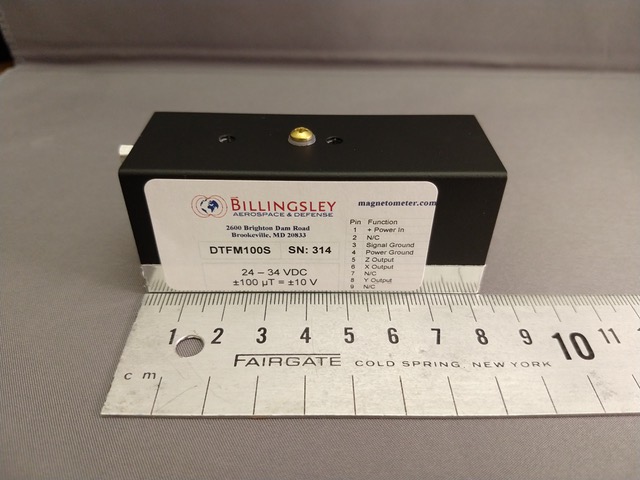 BILLINGSLEY
AEROSPACE & DEFENSE
magnetometer.com
2600 Brighton Dam Road
Brookeville, MD 20833
DTFM100S SN: 314
24 – 34 VDC
±100 µT = ±10 V
Pin Function
1 + Power In
2 N/C
3 Signal Ground
4 Power Ground
5 Z Output
6 X Output
7 N/C
8 Y Output
9 N/C
1 2 3 4 5 6 7 8 9 10 11
FAIRGATE COLD SPRING, NEW YORK
cm